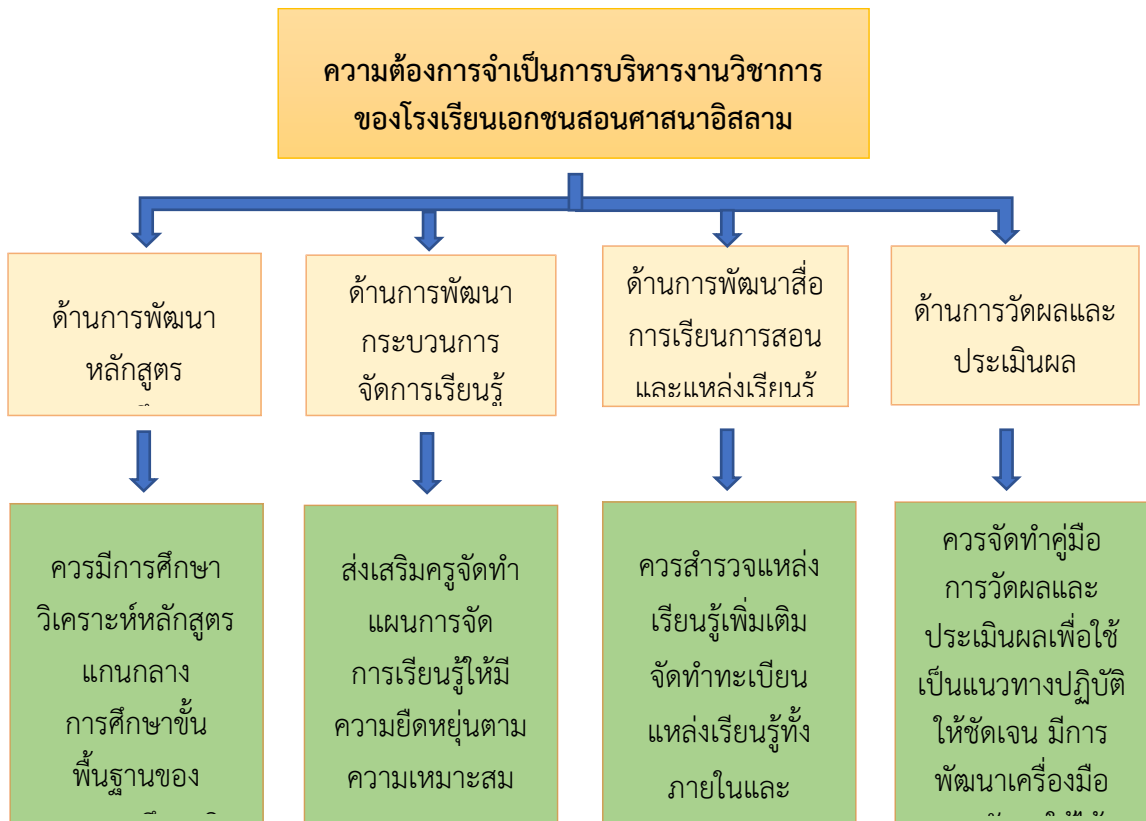 ความต้องการจำเป็นการบริหารงานวิชาการ
ของโรงเรียนเอกชนสอนศาสนาอิสลาม
ด้านการพัฒนา
หลักสูตร
ด้านการพัฒนา
กระบวนการ
จัดการเรียนรู้
ด้านการพัฒนาสื่อ
การเรียนการสอน
และแหล่งเรียนรู้
ด้านการวัดผลและ
ประเมินผล
ควรมีการศึกษา
วิเคราะห์หลักสูตร
แกนกลาง
การศึกษาขั้น
พื้นฐานของ
ส่งเสริมครูจัดทำ
แผนการจัด
การเรียนรู้ให้มี
ความยืดหยุ่นตาม
ความเหมาะสม
ควรสำรวจแหล่ง
เรียนรู้เพิ่มเติม
จัดทำทะเบียน
แหล่งเรียนรู้ทั้ง
ภายในและ
ควรจัดทำคู่มือ
การวัดผลและ
ประเมินผลเพื่อใช้
เป็นแนวทางปฏิบัติ
ให้ชัดเจน มีการ
พัฒนาเครื่องมือ